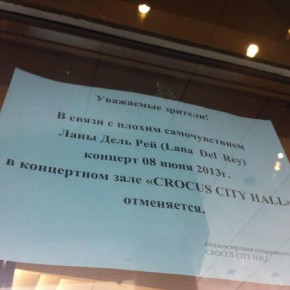 Уважаемые зрители!
В связи с плохим самочувствием
Ланы Дель Рей (Lana Del Rey)
концерт 08 июня 2013г.
в концертном зале «CROCUS CITY HALL»
отменяется.
Администрация
CROCUS CITY HALL